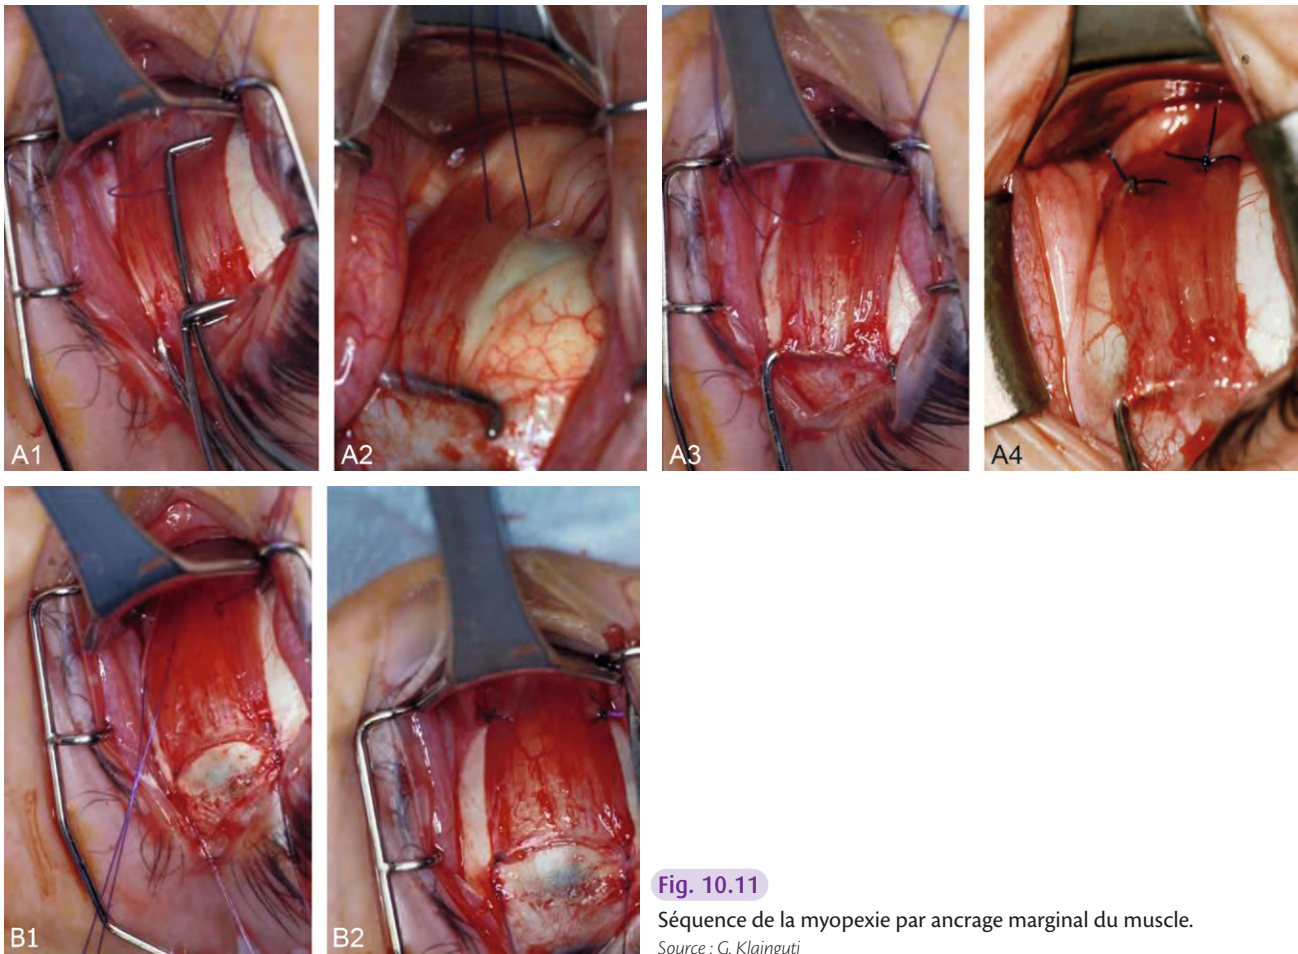 A1
A2
A3
A4
B1
B2
Fig. 10.11
Séquence de la myopexie par ancrage marginal du muscle.
Source : G. Klainguti